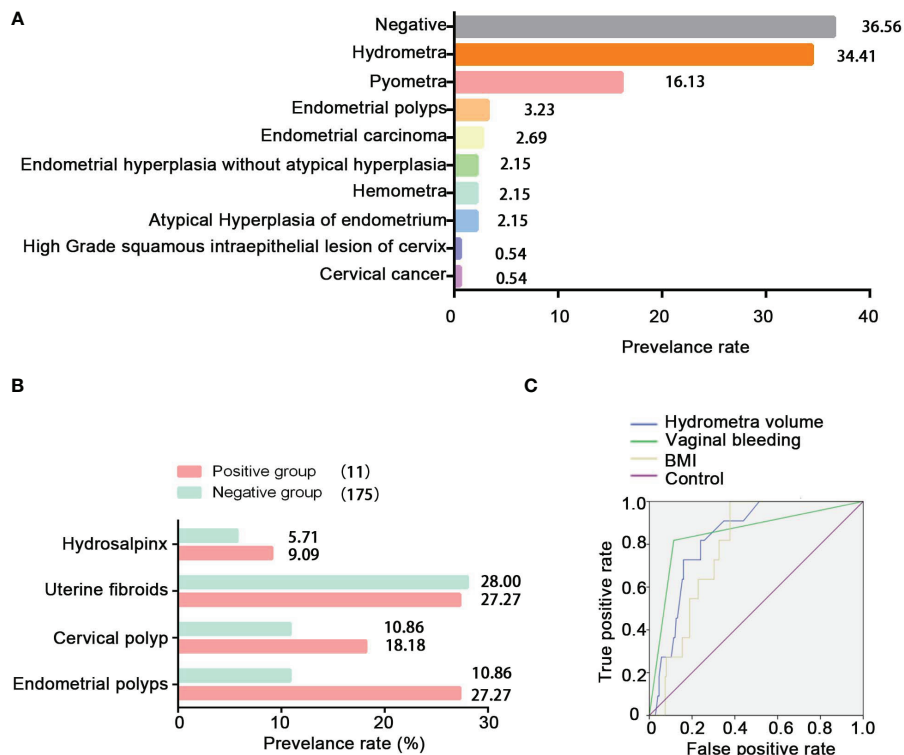 A
Negative 36.56
Hydrometra 34.41
Pyometra 16.13
Endometrial polyps 3.23
Endometrial carcinoma 2.69
Endometrial hyperplasia without atypical hyperplasia 2.15
Hemometra 2.15
Atypical Hyperplasia of endometrium 2.15
High Grade squamous intraepithelial lesion of cervix 0.54
Cervical cancer 0.54
0 10 20 30 40
Prevelance rate
B
Positive group (11)
Negative group (175)
Hydrosalpinx 5.71
9.09
Uterine fibroids 28.00
27.27
Cervical polyp 10.86
18.18
Endometrial polyps 10.86
27.27
0 10 20 30
Prevelance rate (%)
C
Hydrometra volume
Vaginal bleeding
BMI
Control
True positive rate
1.0
0.8
0.6
0.4
0.2
0
0 0.2 0.4 0.6 0.8 1.0
False positive rate